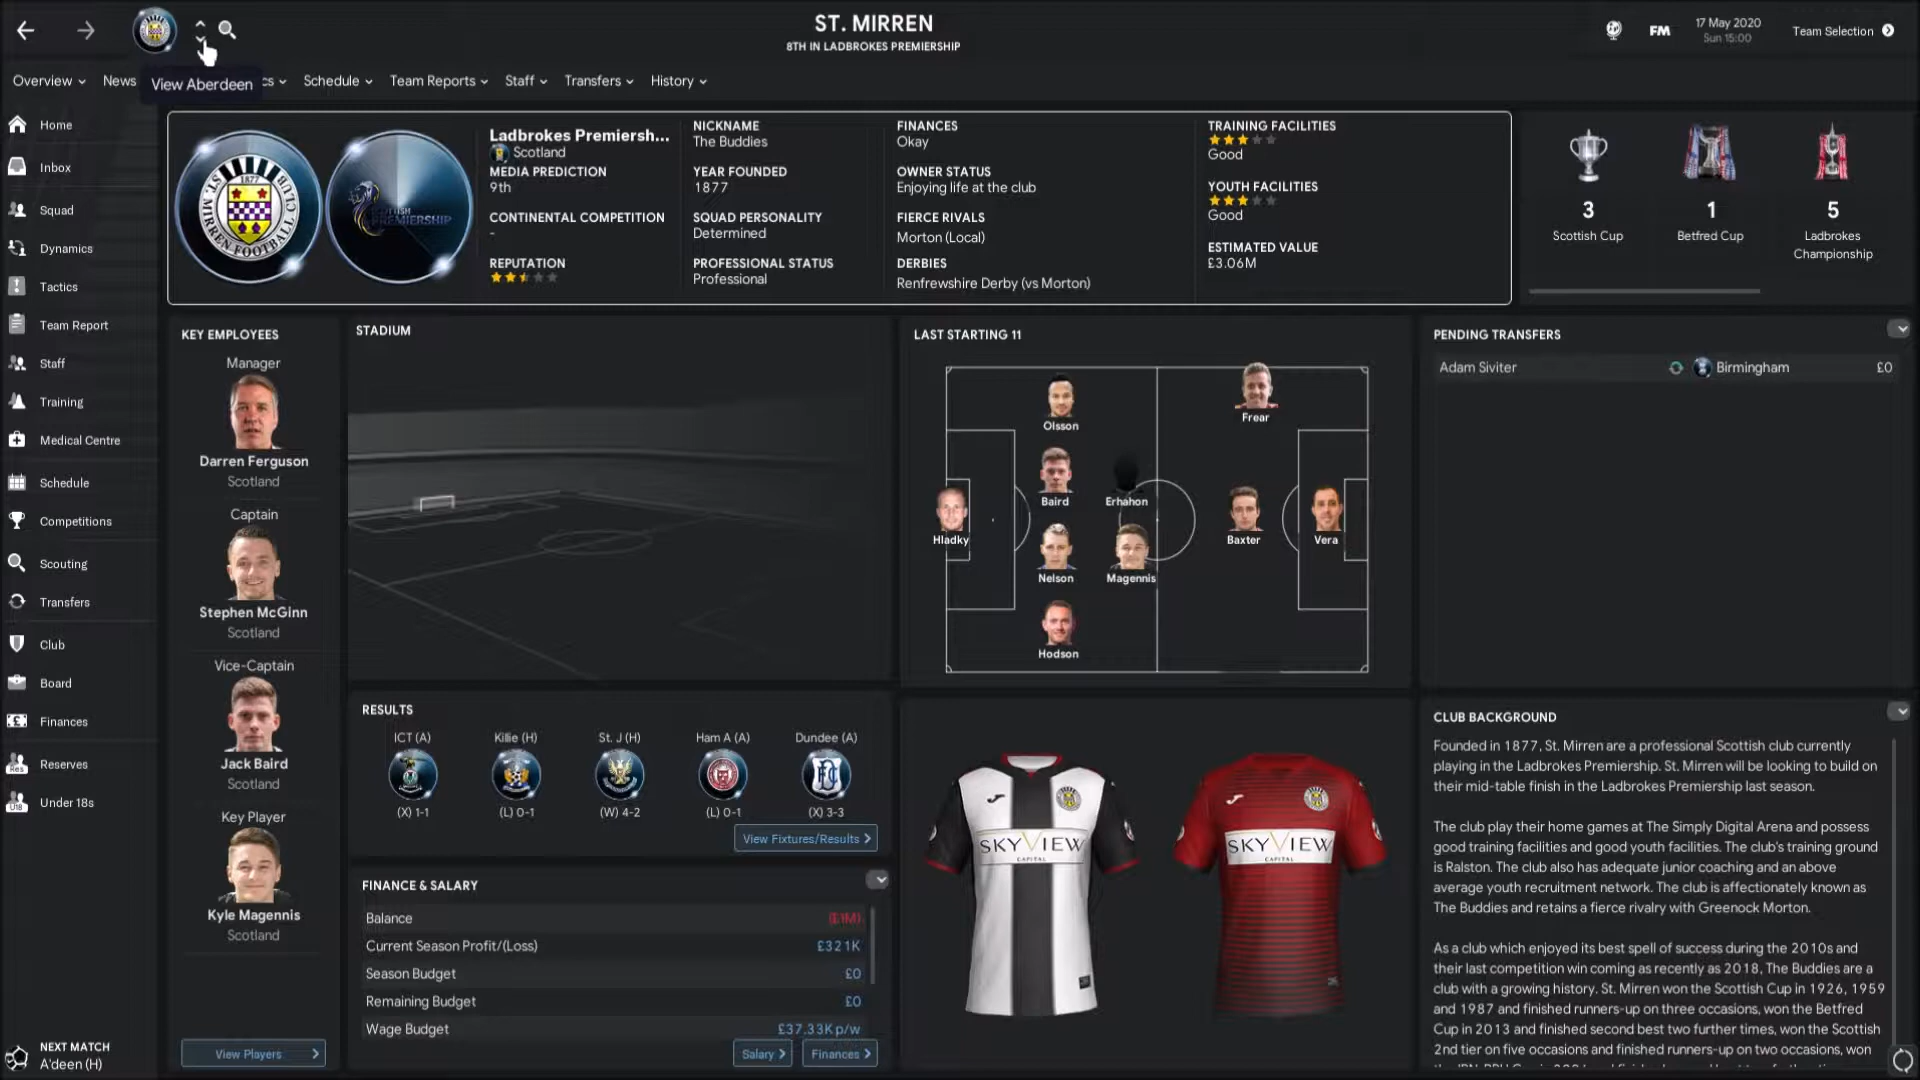 ST. MIRREN
8TH IN LADBROKES PREMIERSHIP
FM
17 May 2020
Sun 15:00
Team Selection
Overview
News
cs
Schedule
Team Reports
Staff
Transfers
History
View Aberdeen
Home
Inbox
Squad
Dynamics
Tactics
Team Report
Staff
Training
Medical Centre
Schedule
Competitions
Scouting
Transfers
Club
Board
Finances
Reserves
Under 18s
NEXT MATCH
A'deen (H)
1877
ST. MIRREN FOOTBALL CLUB
SCOTTISH
PREMIERSHIP
Ladbrokes Premiersh...
Scotland
MEDIA PREDICTION
9th
CONTINENTAL COMPETITION
-
REPUTATION
NICKNAME
The Buddies
YEAR FOUNDED
1877
SQUAD PERSONALITY
Determined
PROFESSIONAL STATUS
Professional
FINANCES
Okay
OWNER STATUS
Enjoying life at the club
FIERCE RIVALS
Morton (Local)
DERBIES
Renfrewshire Derby (vs Morton)
TRAINING FACILITIES
Good
YOUTH FACILITIES
Good
ESTIMATED VALUE
£3.06M
3
Scottish Cup
1
Betfred Cup
5
Ladbrokes
Championship
KEY EMPLOYEES
Manager
Darren Ferguson
Scotland
Captain
Stephen McGinn
Scotland
Vice-Captain
Jack Baird
Scotland
Key Player
Kyle Magennis
Scotland
View Players
STADIUM
LAST STARTING 11
Olsson
Frear
Baird
Erhahon
Hladky
Baxter
Vera
Nelson
Magennis
Hodson
PENDING TRANSFERS
Adam Siviter
Birmingham
£0
RESULTS
ICT (A)
Killie (H)
St. J (H)
Ham A (A)
Dundee (A)
(X) 1-1
(L) 0-1
(W) 4-2
(L) 0-1
(X) 3-3
View Fixtures/Results
FINANCE & SALARY
Balance
(£1M)
Current Season Profit/(Loss)
£321K
Season Budget
£0
Remaining Budget
£0
Wage Budget
£37.33K p/w
Salary
Finances
SKYVIEW
CAPITAL
SKYVIEW
CAPITAL
CLUB BACKGROUND
Founded in 1877, St. Mirren are a professional Scottish club currently
playing in the Ladbrokes Premiership. St. Mirren will be looking to build on
their mid-table finish in the Ladbrokes Premiership last season.
The club play their home games at The Simply Digital Arena and possess
good training facilities and good youth facilities. The club's training ground
is Ralston. The club also has adequate junior coaching and an above
average youth recruitment network. The club is affectionately known as
The Buddies and retains a fierce rivalry with Greenock Morton.
As a club which enjoyed its best spell of success during the 2010s and
their last competition win coming as recently as 2018, The Buddies are a
club with a growing history. St. Mirren won the Scottish Cup in 1926, 1959
and 1987 and finished runners-up on three occasions, won the Betfred
Cup in 2013 and finished second best two further times, won the Scottish
2nd tier on five occasions and finished runners-up on two occasions, won